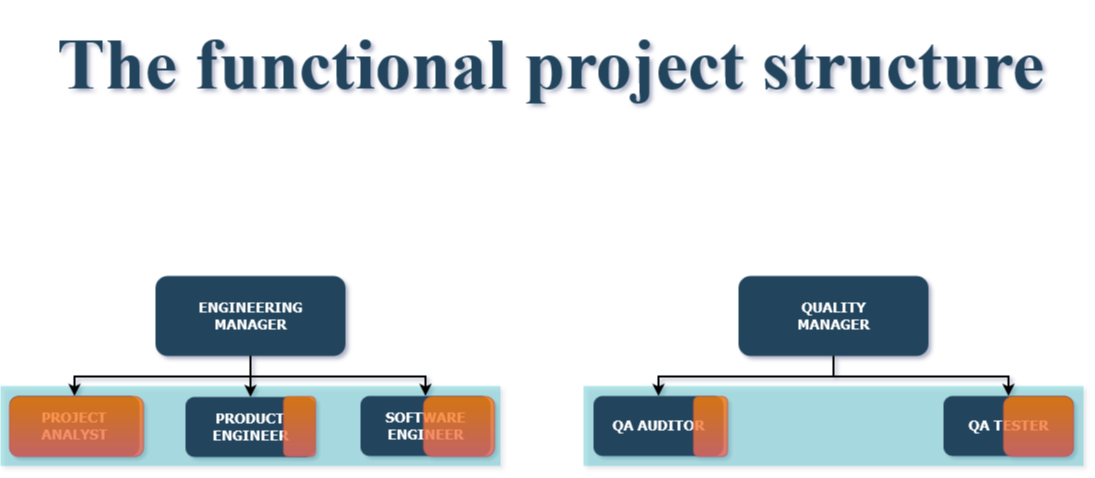 The functional project structure
ENGINEERING
MANAGER
QUALITY
MANAGER
PROJECT
ANALYST
PRODUCT
ENGINEER
SOFTWARE
ENGINEER
QA AUDITOR
QA TESTER